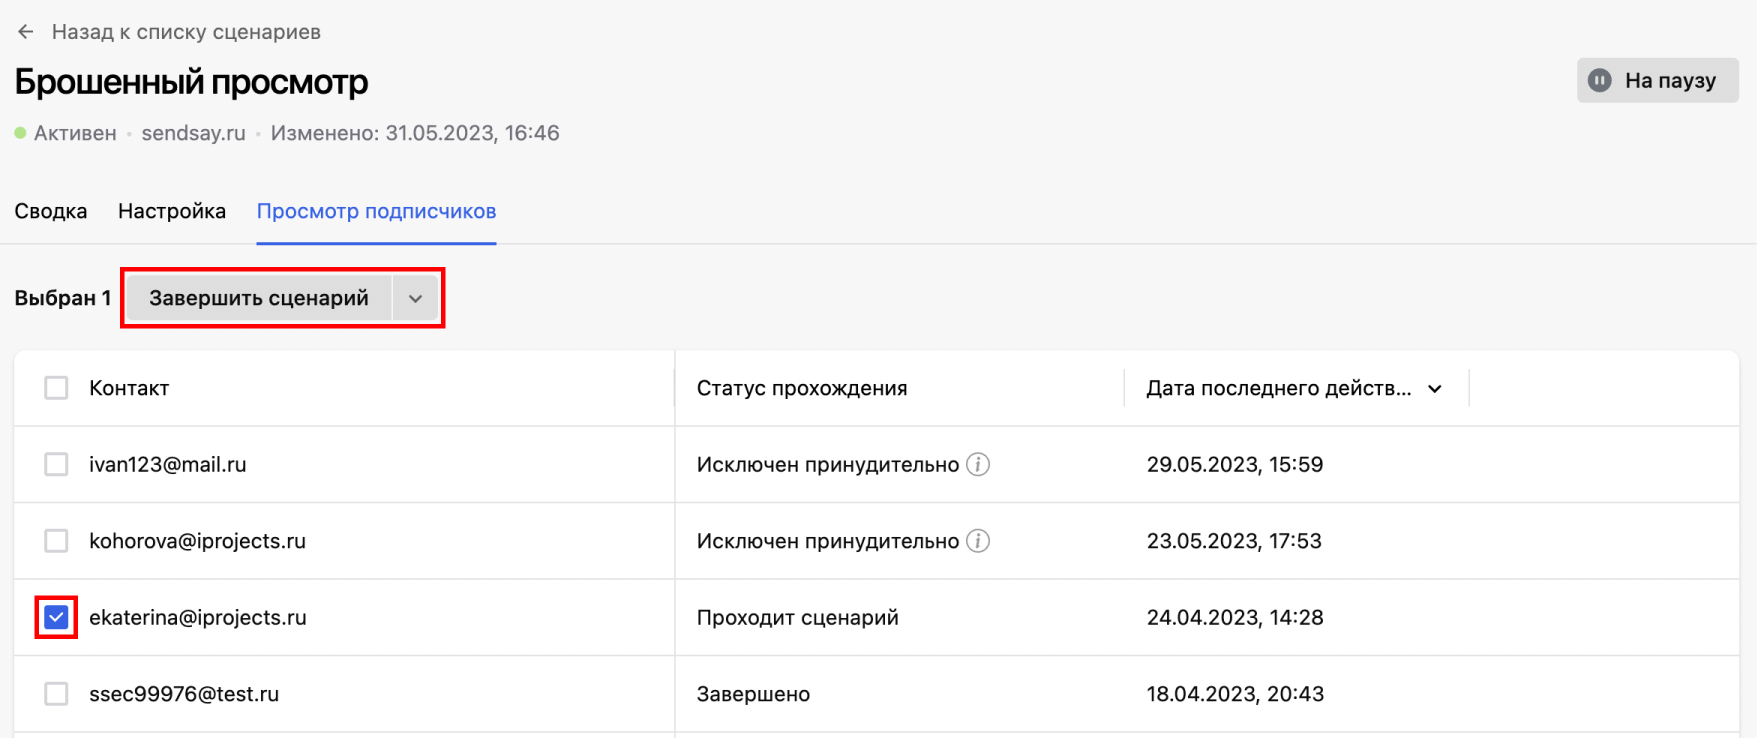 Назад к списку сценариев
Брошенный просмотр
На паузу
Активен • sendsay.ru • Изменено: 31.05.2023, 16:46
Сводка Настройка Просмотр подписчиков
Выбран 1 Завершить сценарий
Контакт Статус прохождения Дата последнего действ...
ivan123@mail.ru Исключен принудительно i 29.05.2023, 15:59
kohorova@iprojects.ru Исключен принудительно i 23.05.2023, 17:53
ekaterina@iprojects.ru Проходит сценарий 24.04.2023, 14:28
ssec99976@test.ru Завершено 18.04.2023, 20:43